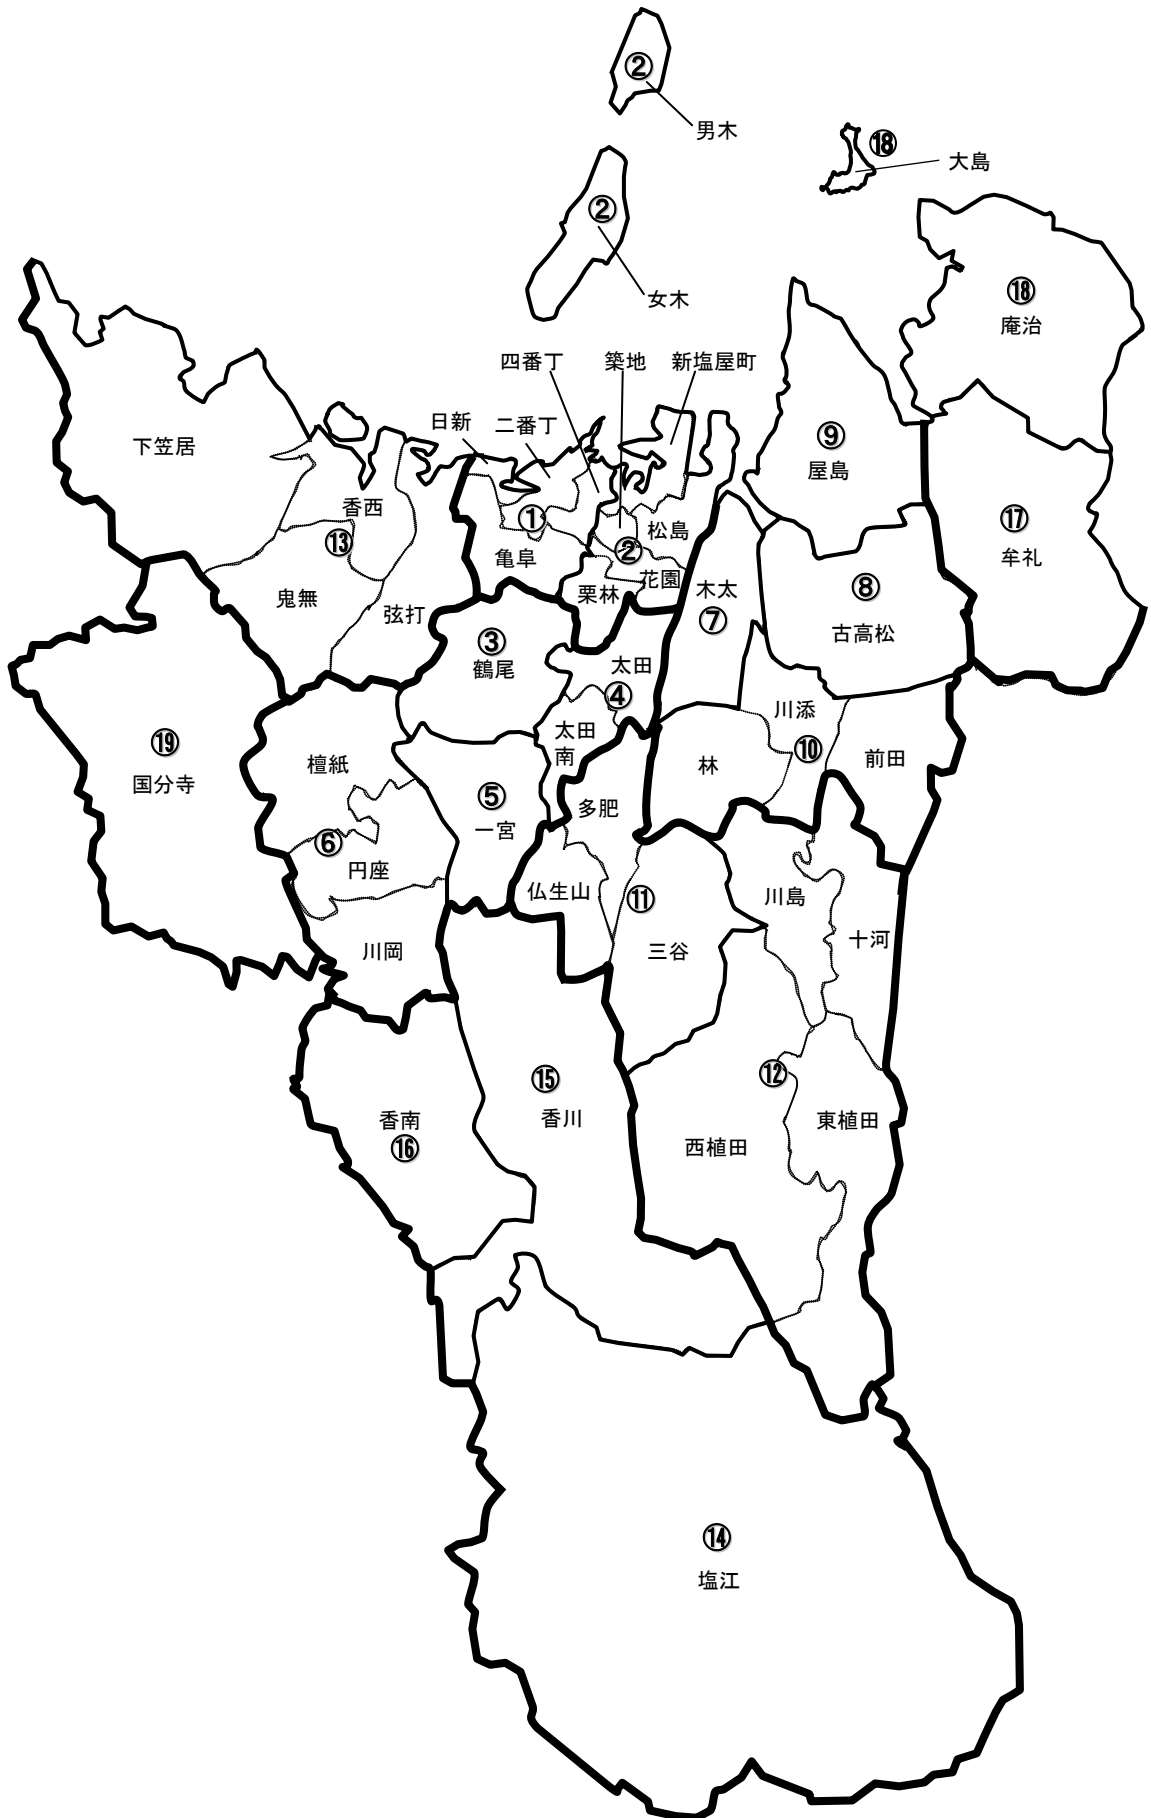 ②
男木
⑱
大島
②
女木
⑱
庵治
四番丁
築地
新塩屋町
日新
二番丁
下笠居
⑨
屋島
香西
①
松島
⑰
牟礼
⑬
亀阜
②
花園
栗林
木太
⑧
鬼無
弦打
⑦
古高松
③
鶴尾
太田
④
川添
太田
南
⑲
国分寺
檀紙
林
⑩
前田
⑤
一宮
多肥
⑥
円座
仏生山
⑪
川島
川岡
三谷
十河
⑮
香川
⑫
香南
⑯
西植田
東植田
⑭
塩江